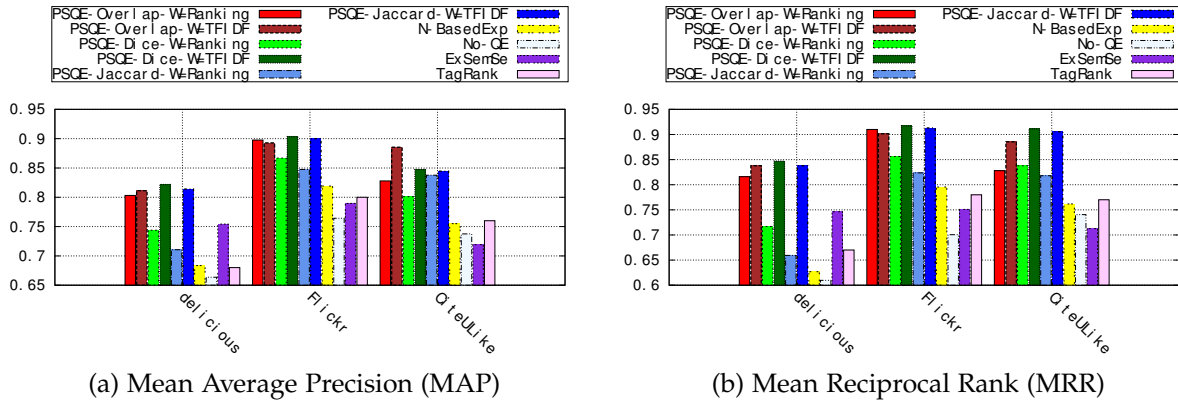 PSQE-Overlap-W=Ranking
PSQE-Overlap-W=TFIDF
PSQE-Dice-W=Ranking
PSQE-Dice-W=TFIDF
PSQE-Jaccard-W=Ranking
PSQE-Jaccard-W=TFIDF
N-BasedExp
No-QE
ExSemSe
TagRank
0.95
0.9
0.85
0.8
0.75
0.7
0.65
delicious
Flickr
CiteULike
(a) Mean Average Precision (MAP)
PSQE-Overlap-W=Ranking
PSQE-Overlap-W=TFIDF
PSQE-Dice-W=Ranking
PSQE-Dice-W=TFIDF
PSQE-Jaccard-W=Ranking
PSQE-Jaccard-W=TFIDF
N-BasedExp
No-QE
ExSemSe
TagRank
0.95
0.9
0.85
0.8
0.75
0.7
0.65
0.6
delicious
Flickr
CiteULike
(b) Mean Reciprocal Rank (MRR)